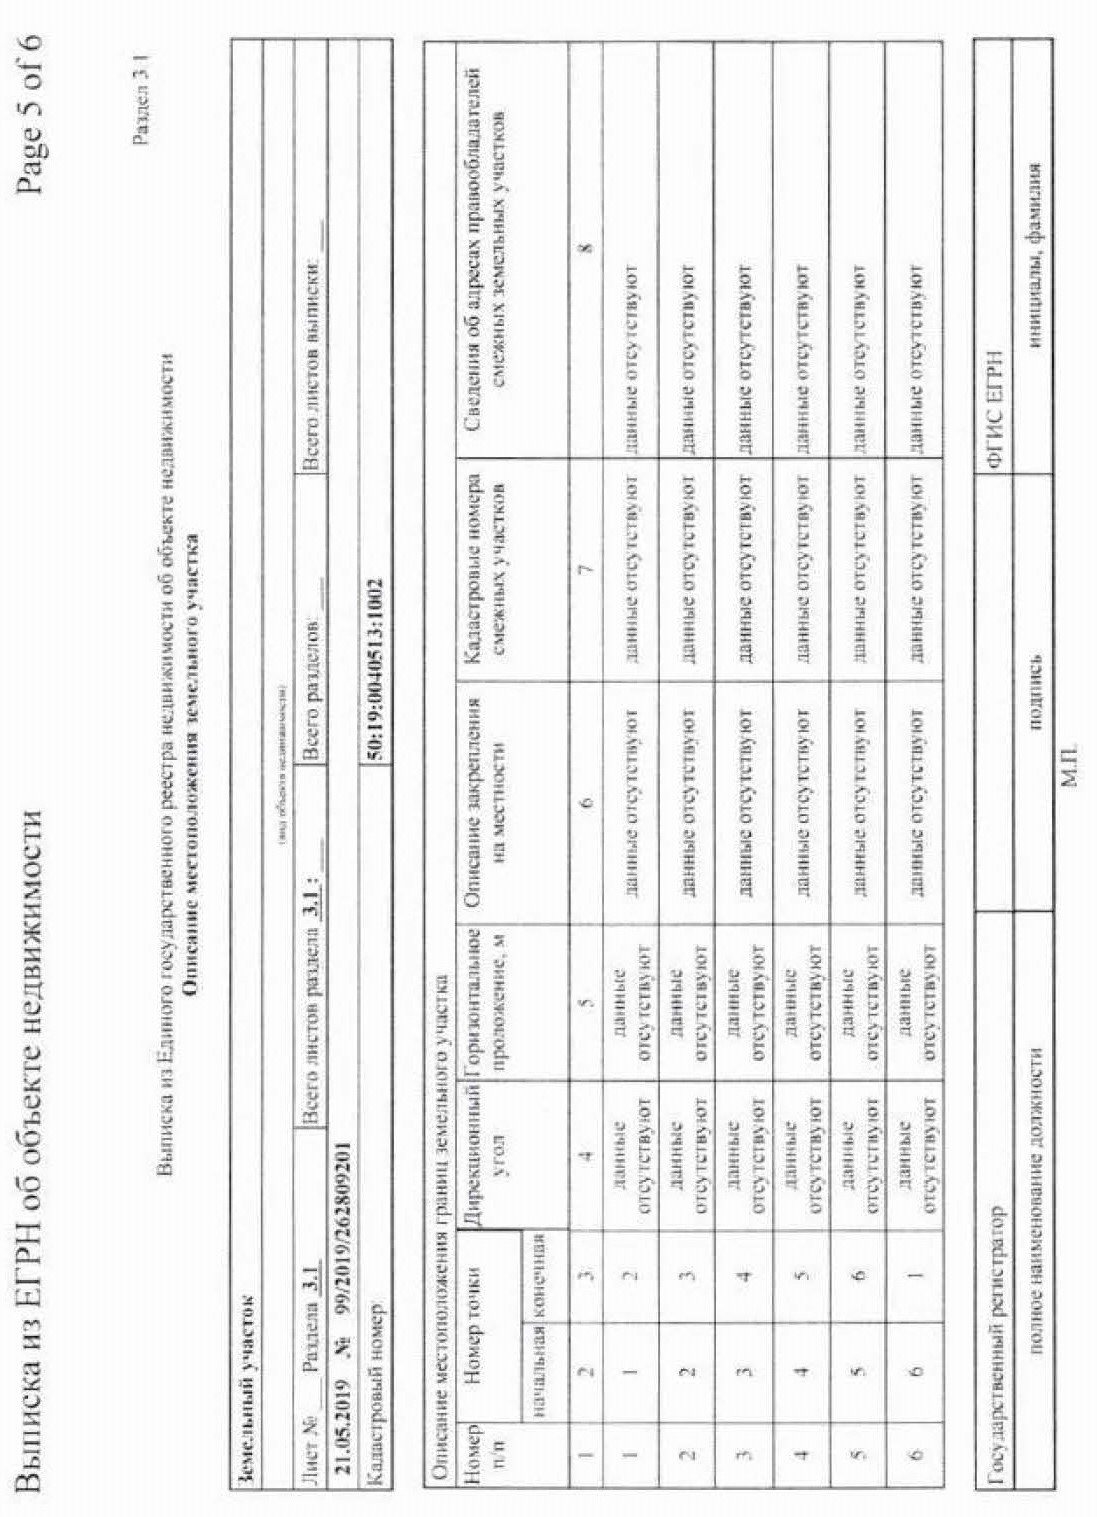 Выписка из ЕГРН об объекте недвижимости Page 5 of 6
Раздел 3.1
Выписка из Единого государственного реестра недвижимости об объекте недвижимости
Описание местоположения земельного участка
Земельный участок
(вид объекта недвижимости)
Лист № ___ Раздела 3.1 Всего листов раздела 3.1 : ___ Всего разделов: ___ Всего листов выписки: ___
21.05.2019 № 99/2019/262809201
Кадастровый номер: 50:19:0040513:1002
Описание местоположения границ земельного участка
Номер п/п Номер точки Дирекционный угол Горизонтальное проложение, м Описание закрепления на местности Кадастровые номера смежных участков Сведения об адресах правообладателей смежных земельных участков
начальная конечная
1 2 3 4 5 6 7 8
1 1 2 данные отсутствуют данные отсутствуют данные отсутствуют данные отсутствуют данные отсутствуют
2 2 3 данные отсутствуют данные отсутствуют данные отсутствуют данные отсутствуют данные отсутствуют
3 3 4 данные отсутствуют данные отсутствуют данные отсутствуют данные отсутствуют данные отсутствуют
4 4 5 данные отсутствуют данные отсутствуют данные отсутствуют данные отсутствуют данные отсутствуют
5 5 6 данные отсутствуют данные отсутствуют данные отсутствуют данные отсутствуют данные отсутствуют
6 6 1 данные отсутствуют данные отсутствуют данные отсутствуют данные отсутствуют данные отсутствуют
Государственный регистратор ФГИС ЕГРН
полное наименование должности подпись инициалы, фамилия
М.П.